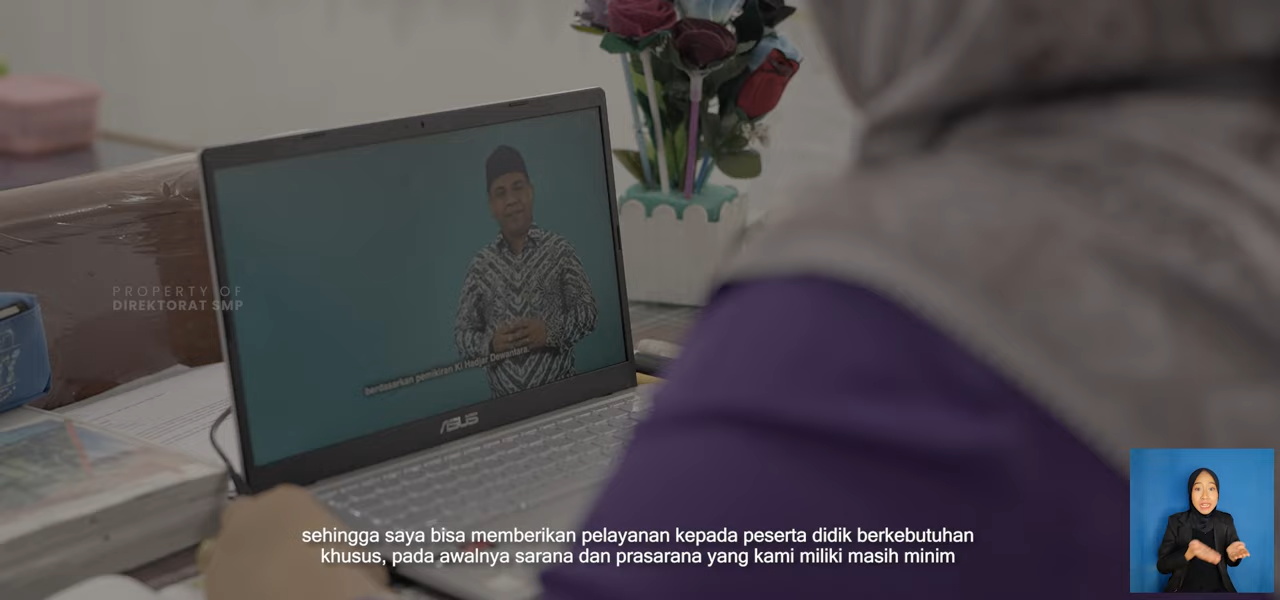 PROPERTY OF
DIREKTORAT SMP
berdasarkan pemikiran Ki Hadjar Dewantara.
ASUS
sehingga saya bisa memberikan pelayanan kepada peserta didik berkebutuhan
khusus, pada awalnya sarana dan prasarana yang kami miliki masih minim